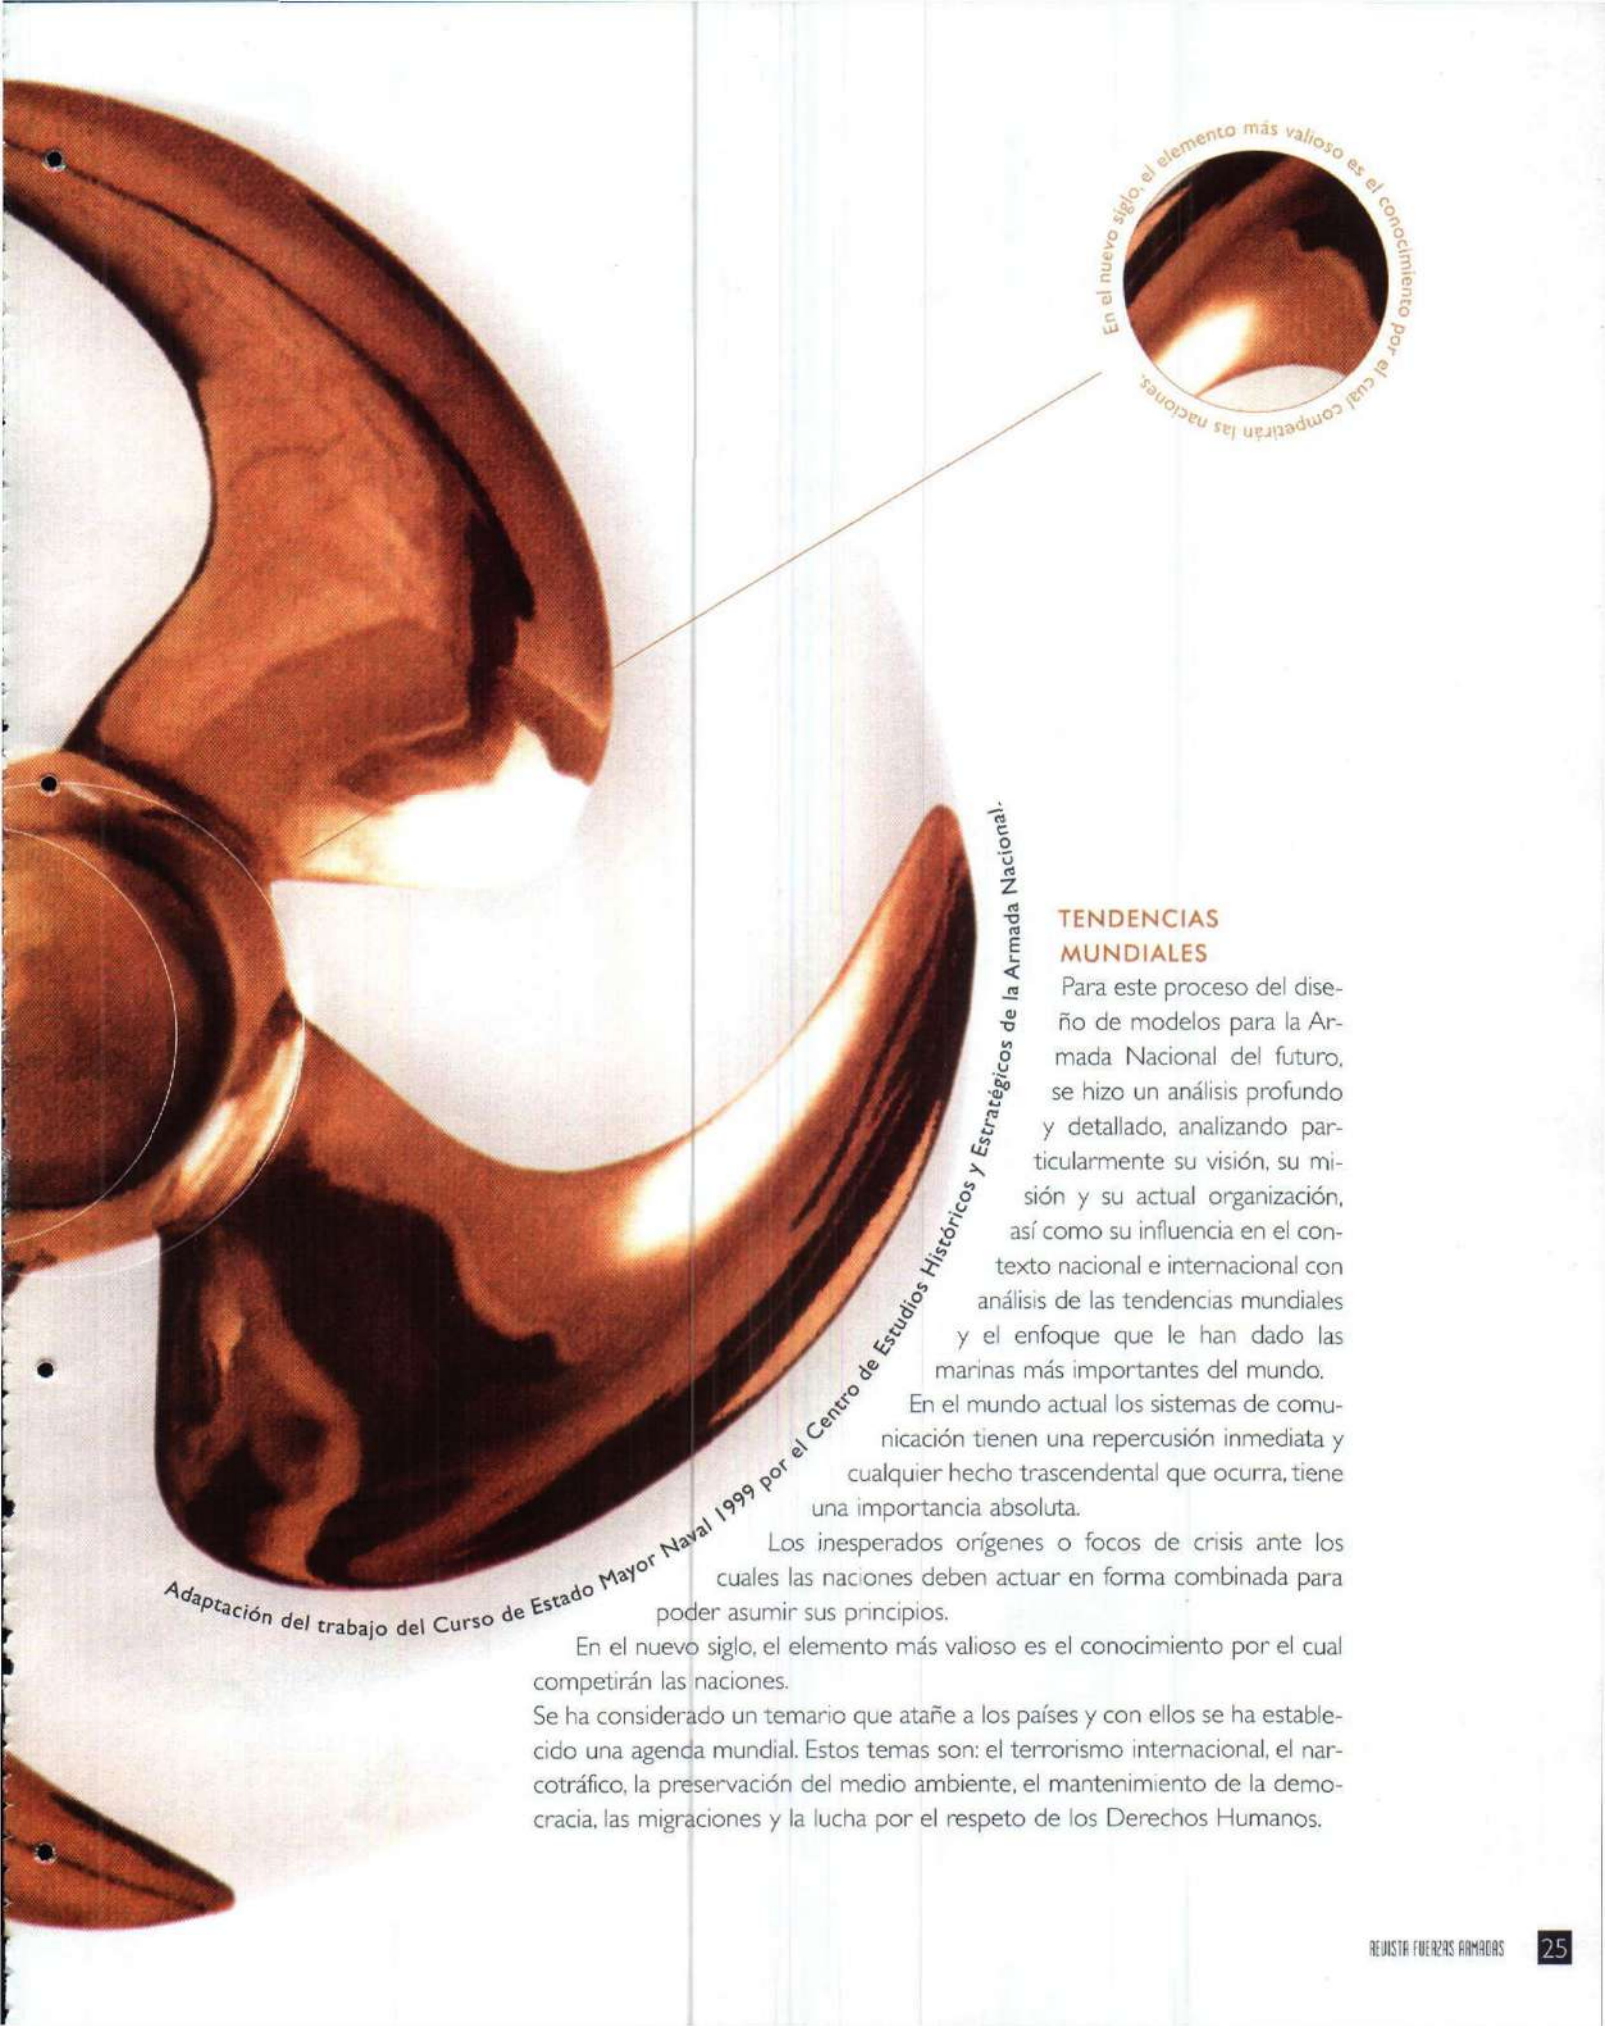 En el nuevo siglo, el elemento más valioso es el conocimiento por el cual competirán las naciones.
Adaptación del trabajo del Curso de Estado Mayor Naval 1999 por el Centro de Estudios Históricos y Estratégicos de la Armada Nacional.
TENDENCIAS
MUNDIALES
Para este proceso del dise-
ño de modelos para la Ar-
mada Nacional del futuro,
se hizo un análisis profundo
y detallado, analizando par-
ticularmente su visión, su mi-
sión y su actual organización,
así como su influencia en el con-
texto nacional e internacional con
análisis de las tendencias mundiales
y el enfoque que le han dado las
marinas más importantes del mundo.
En el mundo actual los sistemas de comu-
nicación tienen una repercusión inmediata y
cualquier hecho trascendental que ocurra, tiene
una importancia absoluta.
Los inesperados orígenes o focos de crisis ante los
cuales las naciones deben actuar en forma combinada para
poder asumir sus principios.
En el nuevo siglo, el elemento más valioso es el conocimiento por el cual
competirán las naciones.
Se ha considerado un temario que atañe a los países y con ellos se ha estable-
cido una agenda mundial. Estos temas son: el terrorismo internacional, el nar-
cotráfico, la preservación del medio ambiente, el mantenimiento de la demo-
cracia, las migraciones y la lucha por el respeto de los Derechos Humanos.
REVISTA FUERZAS ARMADAS 25